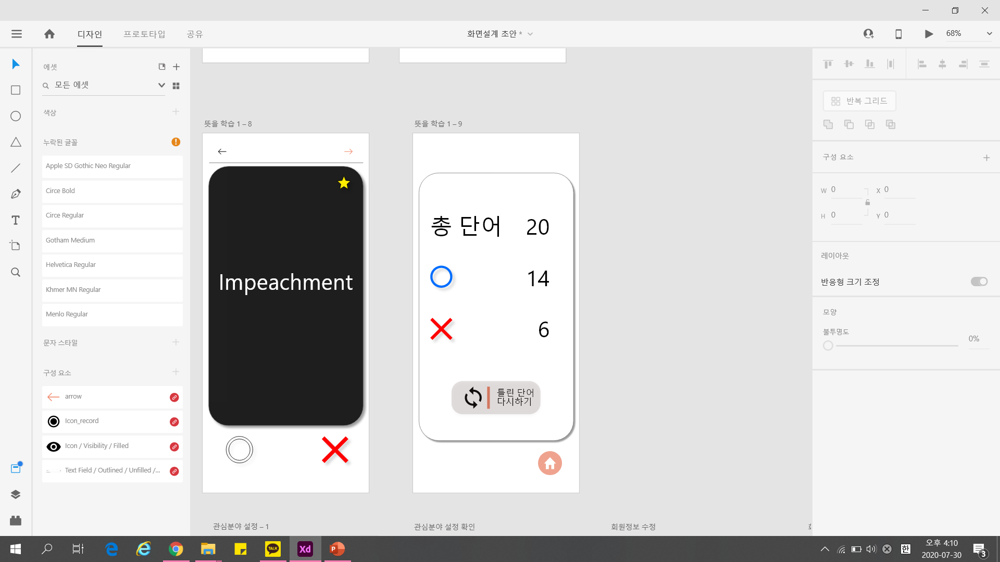 디자인
프로토타입
공유
화면설계 초안 *
68%
에셋
모든 에셋
색상
누락된 글꼴
Apple SD Gothic Neo Regular
Circe Bold
Circe Regular
Gotham Medium
Helvetica Regular
Khmer MN Regular
Menlo Regular
문자 스타일
구성 요소
arrow
Icon_record
Icon / Visibility / Filled
Text Field / Outlined / Unfilled /...
뜻을 학습 1 – 8
Impeachment
뜻을 학습 1 – 9
총 단어 20
14
6
틀린 단어
다시하기
관심분야 설정 – 1
관심분야 설정 확인
회원정보 수정
반복 그리드
구성 요소
W 0 X 0
H 0 Y 0
레이아웃
반응형 크기 조정
모양
불투명도
0%
TALK
Xd
P
한
오후 4:10
2020-07-30
3